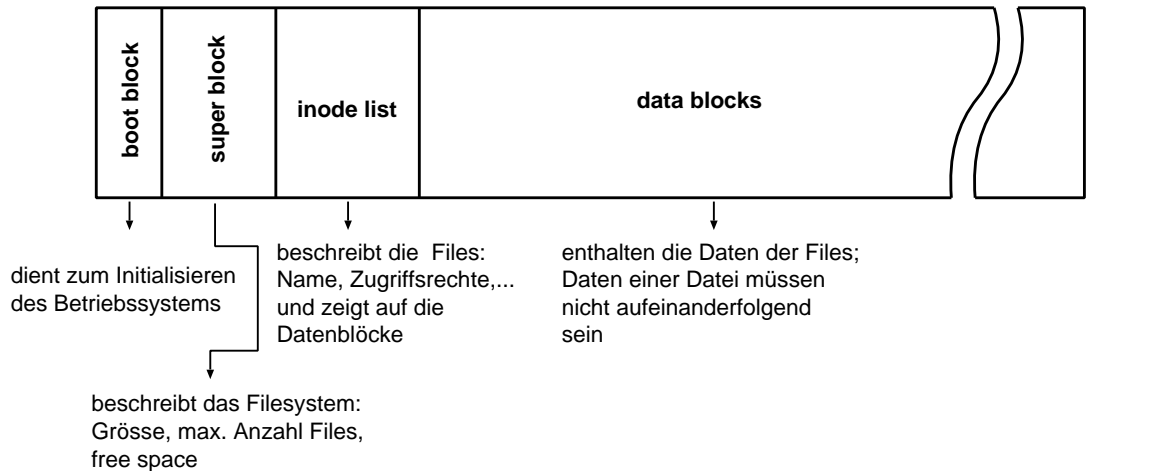 boot block
super block
inode list
data blocks
dient zum Initialisieren
des Betriebssystems
beschreibt die Files:
Name, Zugriffsrechte,...
und zeigt auf die
Datenblöcke
enthalten die Daten der Files;
Daten einer Datei müssen
nicht aufeinanderfolgend
sein
beschreibt das Filesystem:
Grösse, max. Anzahl Files,
free space